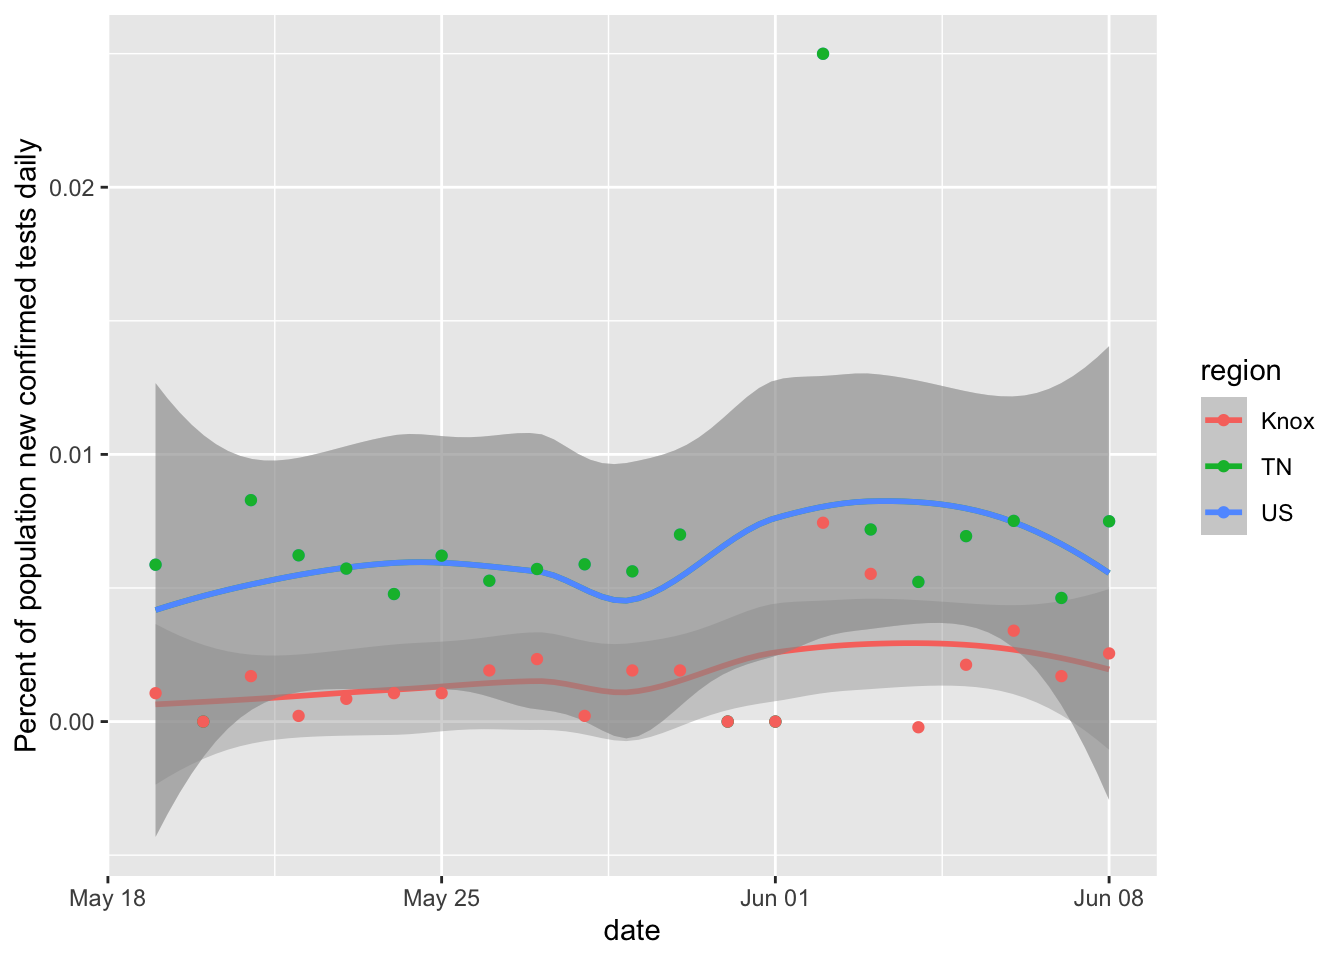 Percent of population new confirmed tests daily
0.02
0.01
0.00
May 18
May 25
Jun 01
Jun 08
date
region
Knox
TN
US